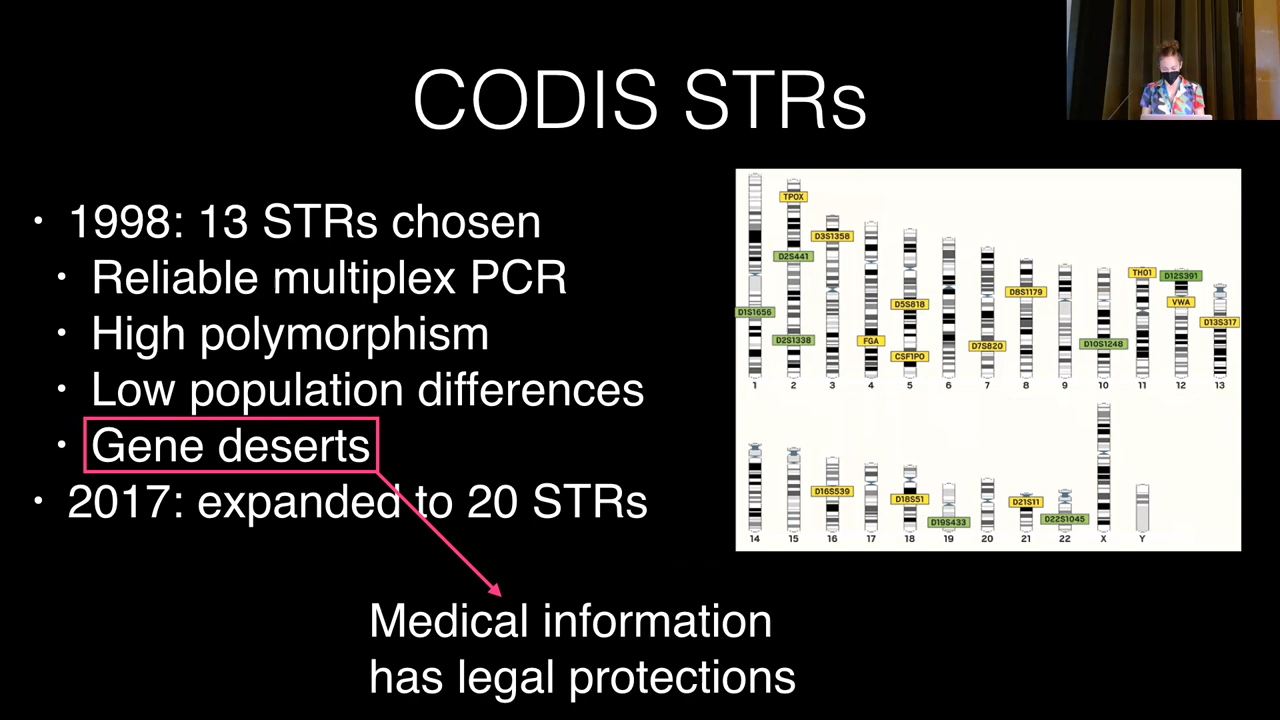 CODIS STRs
• 1998: 13 STRs chosen
• Reliable multiplex PCR
• High polymorphism
• Low population differences
• Gene deserts
• 2017: expanded to 20 STRs
Medical information
has legal protections
TPOX
D3S1358
D2S441
TH01
D12S391
D8S1179
VWA
D5S818
D1S1656
D13S317
D2S1338
FGA
D7S820
D10S1248
CSF1PO
1 2 3 4 5 6 7 8 9 10 11 12 13
D16S539
D18S51
D21S11
D19S433
D22S1045
14 15 16 17 18 19 20 21 22 X Y